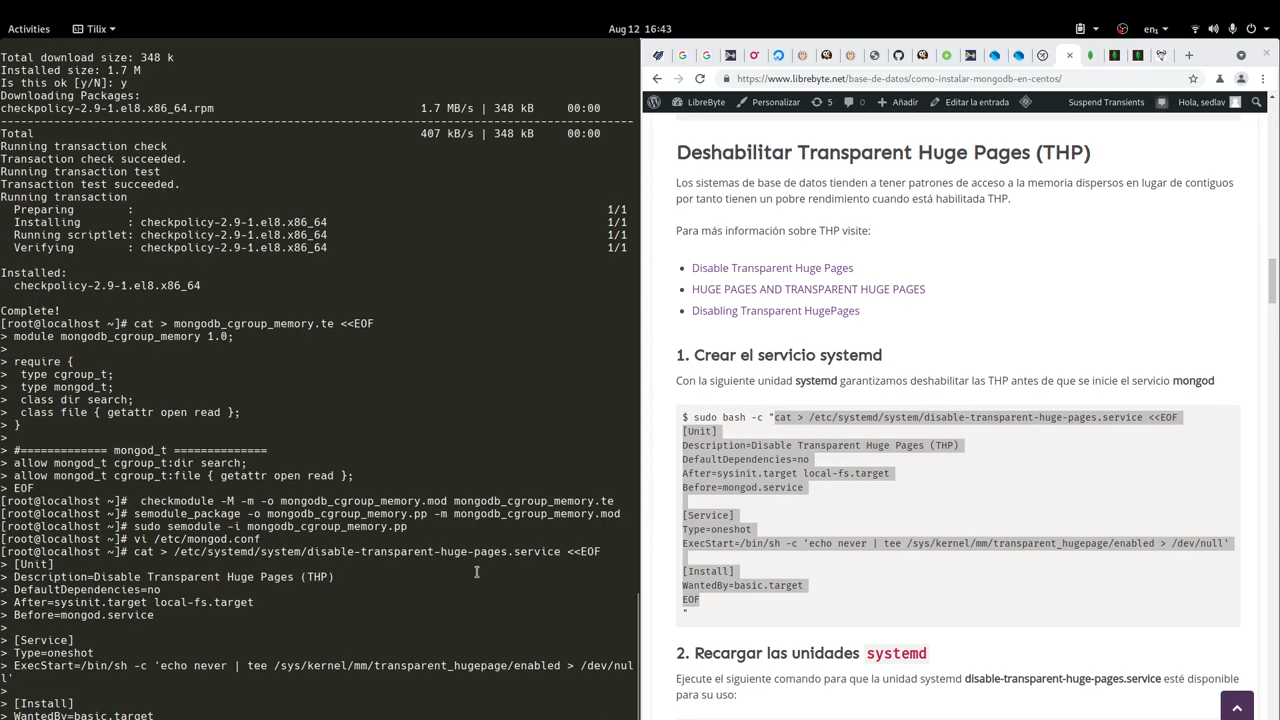 Activities
Tilix
Aug 12 16:43
en₁
Total download size: 348 k
Installed size: 1.7 M
Is this ok [y/N]: y
Downloading Packages:
checkpolicy-2.9-1.el8.x86_64.rpm 1.7 MB/s | 348 kB 00:00
--------------------------------------------------------------------------------
Total 407 kB/s | 348 kB 00:00
Running transaction check
Transaction check succeeded.
Running transaction test
Transaction test succeeded.
Running transaction
Preparing : 1/1
Installing : checkpolicy-2.9-1.el8.x86_64 1/1
Running scriptlet: checkpolicy-2.9-1.el8.x86_64 1/1
Verifying : checkpolicy-2.9-1.el8.x86_64 1/1
Installed:
checkpolicy-2.9-1.el8.x86_64
Complete!
[root@localhost ~]# cat > mongodb_cgroup_memory.te <<EOF
> module mongodb_cgroup_memory 1.0;
>
> require {
> type cgroup_t;
> type mongod_t;
> class dir search;
> class file { getattr open read };
> }
>
> #============= mongod_t ==============
> allow mongod_t cgroup_t:dir search;
> allow mongod_t cgroup_t:file { getattr open read };
> EOF
[root@localhost ~]# checkmodule -M -m -o mongodb_cgroup_memory.mod mongodb_cgroup_memory.te
[root@localhost ~]# semodule_package -o mongodb_cgroup_memory.pp -m mongodb_cgroup_memory.mod
[root@localhost ~]# sudo semodule -i mongodb_cgroup_memory.pp
[root@localhost ~]# vi /etc/mongod.conf
[root@localhost ~]# cat > /etc/systemd/system/disable-transparent-huge-pages.service <<EOF
> [Unit]
> Description=Disable Transparent Huge Pages (THP)
> DefaultDependencies=no
> After=sysinit.target local-fs.target
> Before=mongod.service
>
> [Service]
> Type=oneshot
> ExecStart=/bin/sh -c 'echo never | tee /sys/kernel/mm/transparent_hugepage/enabled > /dev/nul
l'
>
> [Install]
> WantedBy=basic.target
https://www.librebyte.net/base-de-datos/como-instalar-mongodb-en-centos/
LibreByte
Personalizar
5
0
Añadir
Editar la entrada
Suspend Transients
Hola, sedlav
Deshabilitar Transparent Huge Pages (THP)
Los sistemas de base de datos tienden a tener patrones de acceso a la memoria dispersos en lugar de contiguos
por tanto tienen un pobre rendimiento cuando está habilitada THP.
Para más información sobre THP visite:
Disable Transparent Huge Pages
HUGE PAGES AND TRANSPARENT HUGE PAGES
Disabling Transparent HugePages
1. Crear el servicio systemd
Con la siguiente unidad systemd garantizamos deshabilitar las THP antes de que se inicie el servicio mongod
$ sudo bash -c "cat > /etc/systemd/system/disable-transparent-huge-pages.service <<EOF
[Unit]
Description=Disable Transparent Huge Pages (THP)
DefaultDependencies=no
After=sysinit.target local-fs.target
Before=mongod.service
[Service]
Type=oneshot
ExecStart=/bin/sh -c 'echo never | tee /sys/kernel/mm/transparent_hugepage/enabled > /dev/null'
[Install]
WantedBy=basic.target
EOF
"
2. Recargar las unidades systemd
Ejecute el siguiente comando para que la unidad systemd disable-transparent-huge-pages.service esté disponible
para su uso: